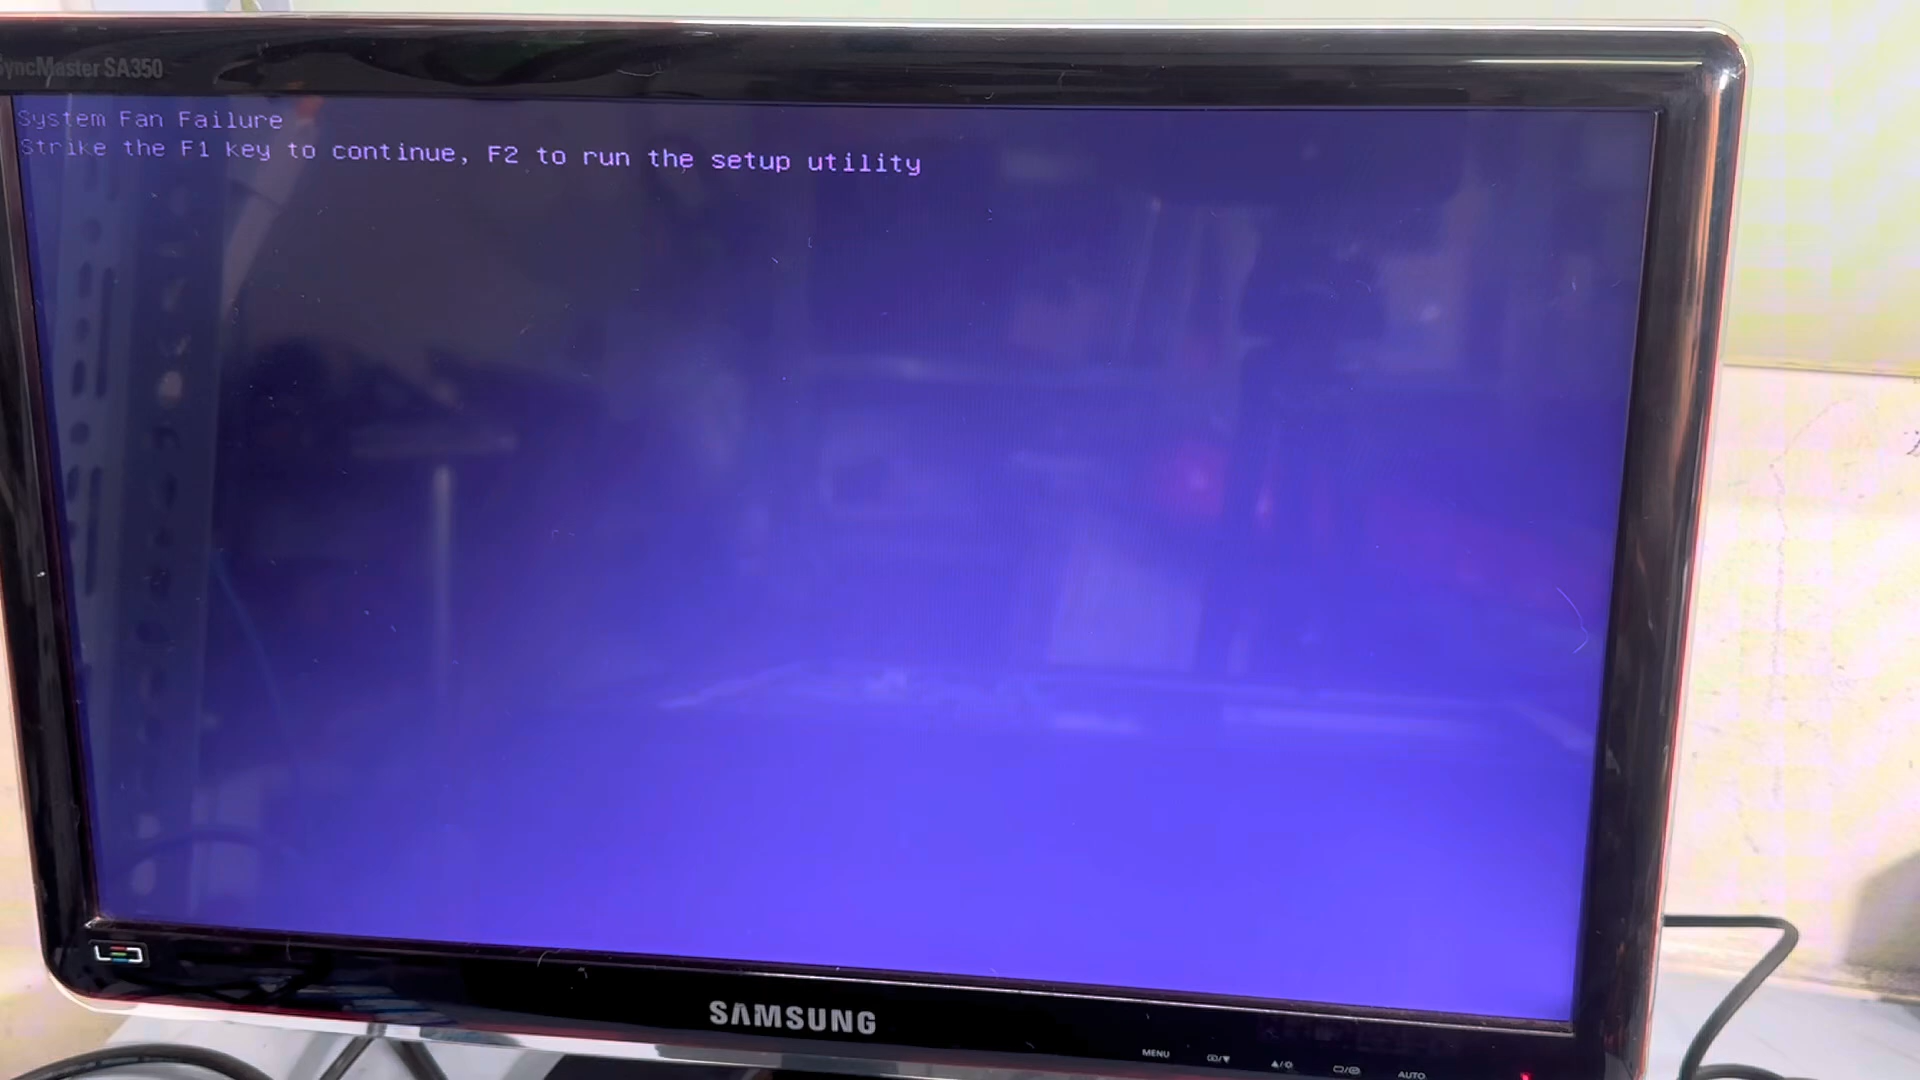 SyncMaster SA350
System Fan Failure
Strike the F1 key to continue, F2 to run the setup utility
SAMSUNG
MENU
AUTO